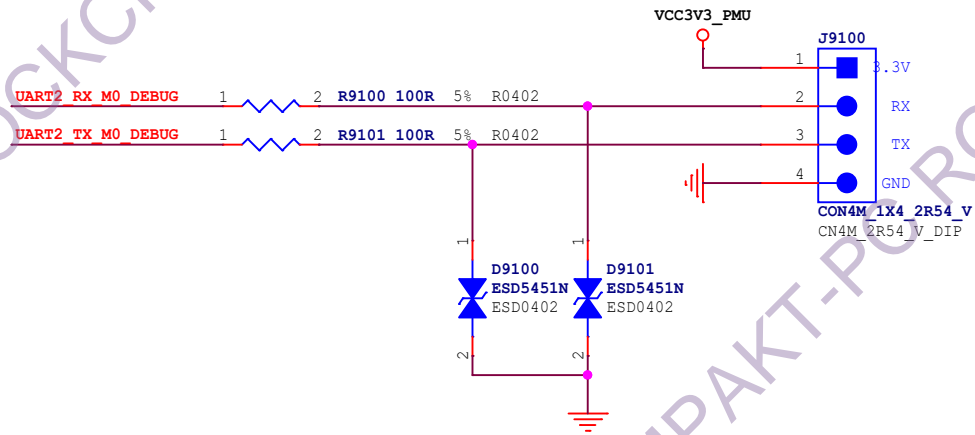 VCC3V3_PMU
J9100
1 3.3V
UART2_RX_M0_DEBUG 1 2 R9100 100R 5% R0402 2 RX
UART2_TX_M0_DEBUG 1 2 R9101 100R 5% R0402 3 TX
4 GND
CON4M_1X4_2R54_V
CN4M_2R54_V_DIP
1 1
D9100 D9101
ESD5451N ESD5451N
ESD0402 ESD0402
2 2